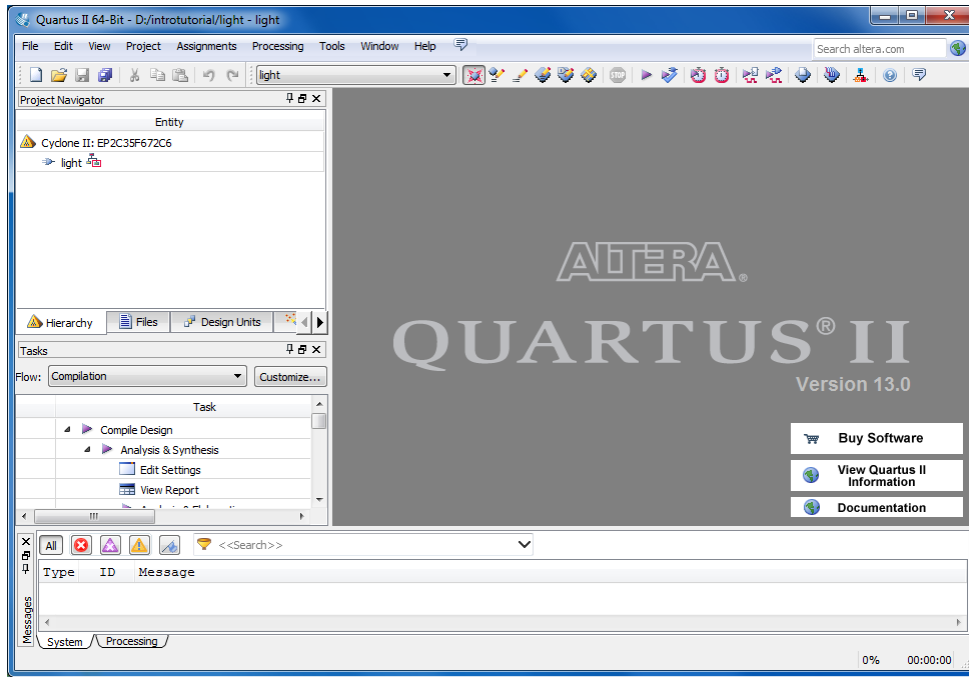 Quartus II 64-Bit - D:/introtutorial/light - light
File Edit View Project Assignments Processing Tools Window Help
Search altera.com
light
Project Navigator
Entity
Cyclone II: EP2C35F672C6
light
Hierarchy Files Design Units
Tasks
Flow: Compilation Customize...
Task
Compile Design
Analysis & Synthesis
Edit Settings
View Report
ALTERA®
QUARTUS® II
Version 13.0
Buy Software
View Quartus II
Information
Documentation
All <<Search>>
Type ID Message
Messages
System Processing
0% 00:00:00